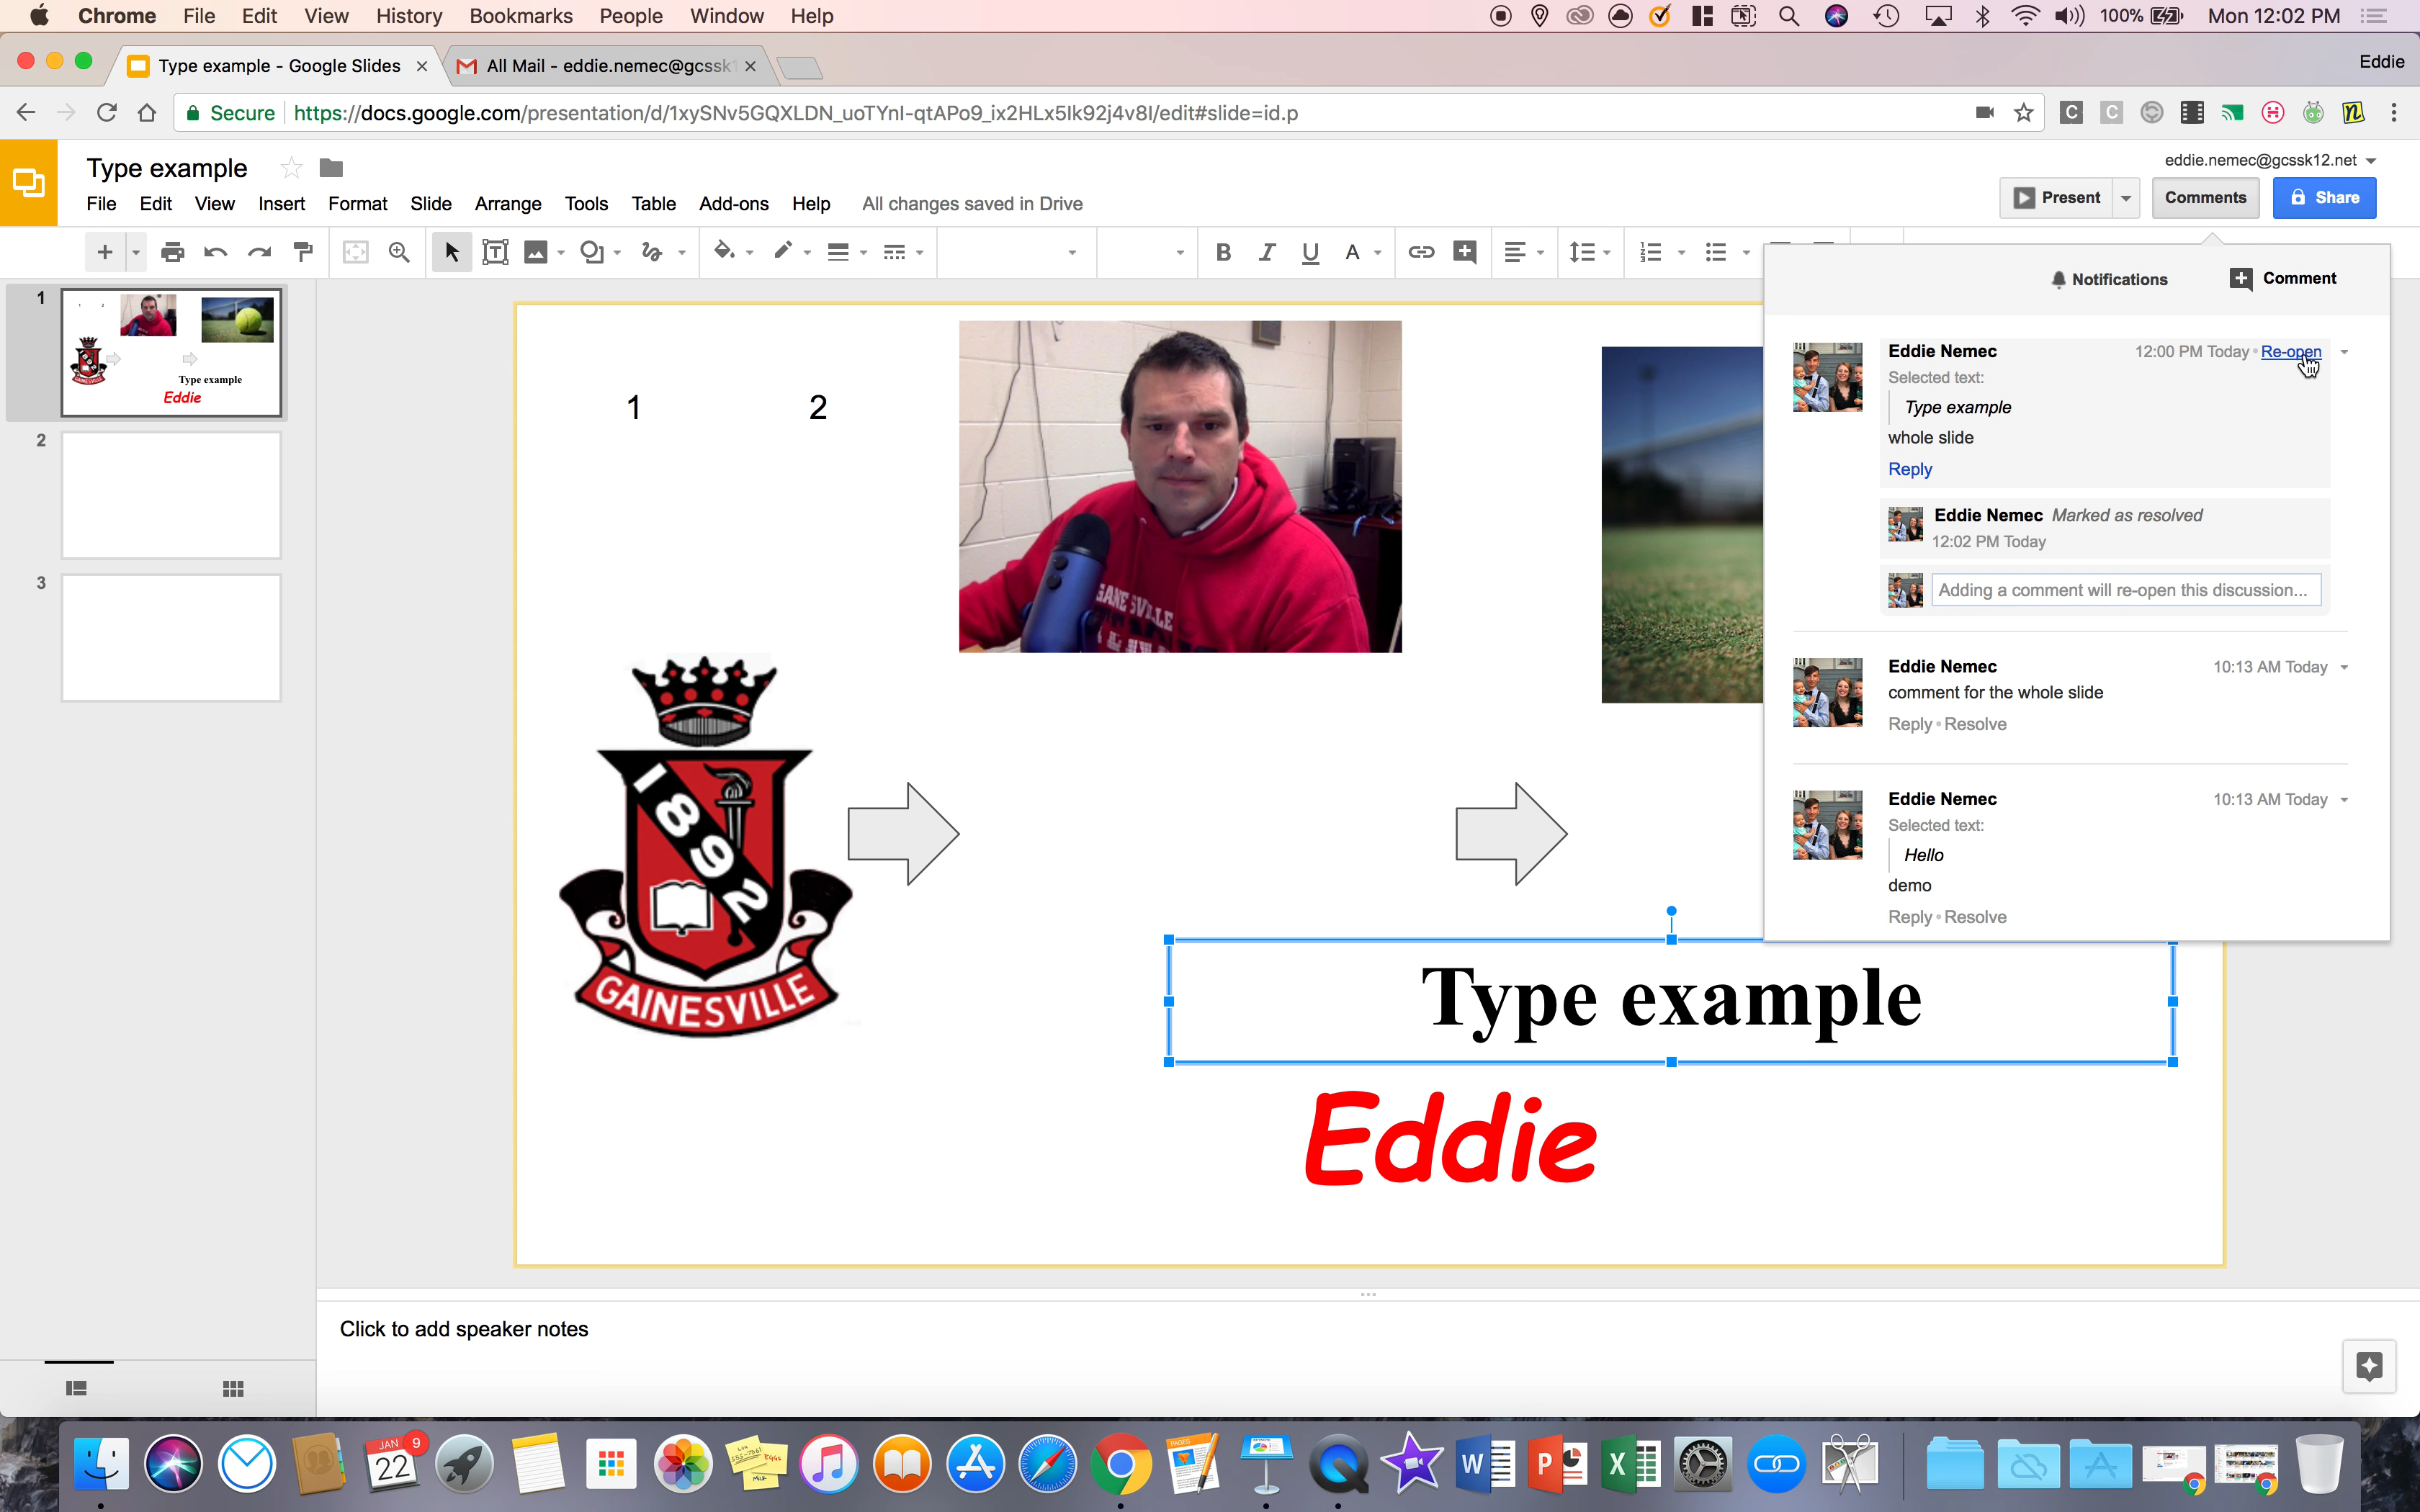 Chrome File Edit View History Bookmarks People Window Help 100% Mon 12:02 PM
Type example - Google Slides All Mail - eddie.nemec@gcssk Eddie
Secure https://docs.google.com/presentation/d/1xySNv5GQXLDN_uoTYnI-qtAPo9_ix2HLx5Ik92j4v8I/edit#slide=id.p
Type example eddie.nemec@gcssk12.net
File Edit View Insert Format Slide Arrange Tools Table Add-ons Help All changes saved in Drive
Present Comments Share
Notifications Comment
Eddie Nemec 12:00 PM Today Re-open
Selected text:
Type example
whole slide
Reply
Eddie Nemec Marked as resolved
12:02 PM Today
Adding a comment will re-open this discussion...
Eddie Nemec 10:13 AM Today
comment for the whole slide
Reply Resolve
Eddie Nemec 10:13 AM Today
Selected text:
Hello
demo
Reply Resolve
1
1 2
GAINESVILLE
Type example
Eddie
2
3
1 2
1892
GAINESVILLE
Type example
Eddie
Click to add speaker notes
JAN 9
22